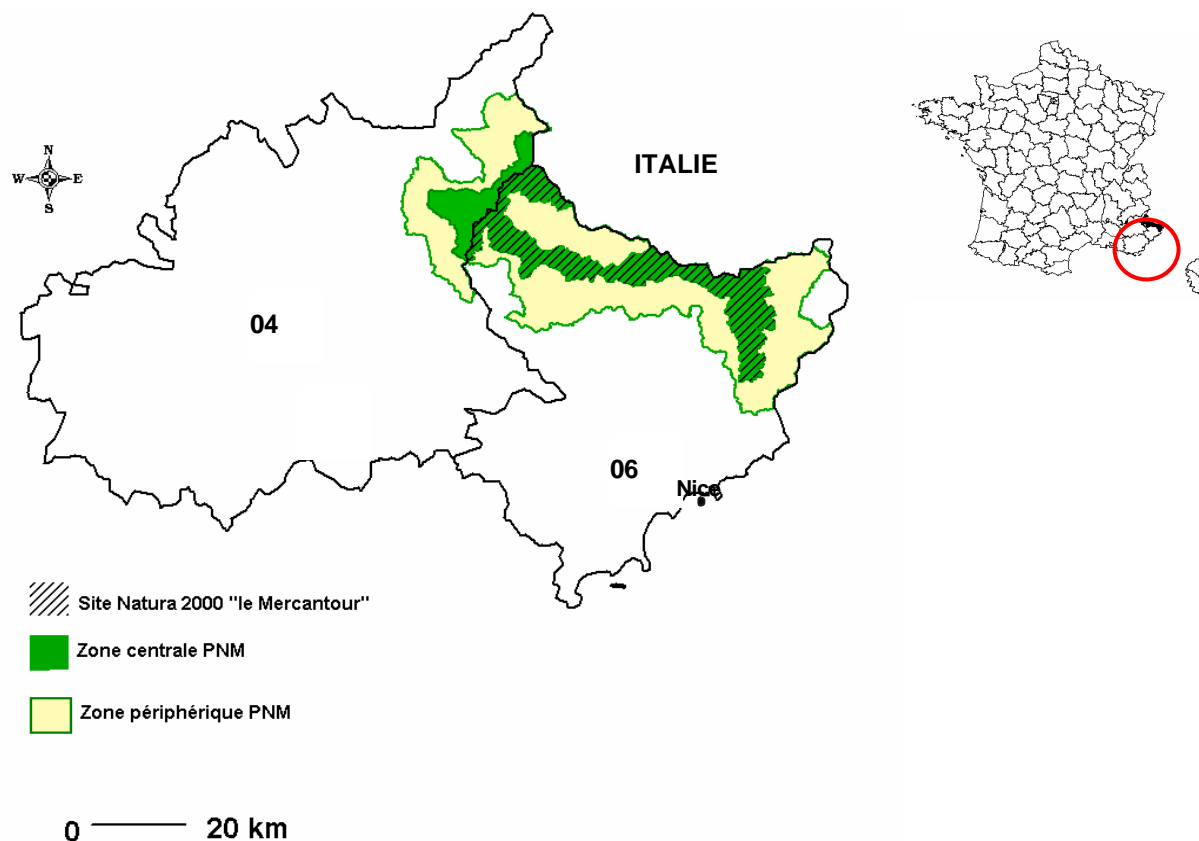 N
W E
S
ITALIE
04
06
Nice
Site Natura 2000 "le Mercantour"
Zone centrale PNM
Zone périphérique PNM
0 20 km